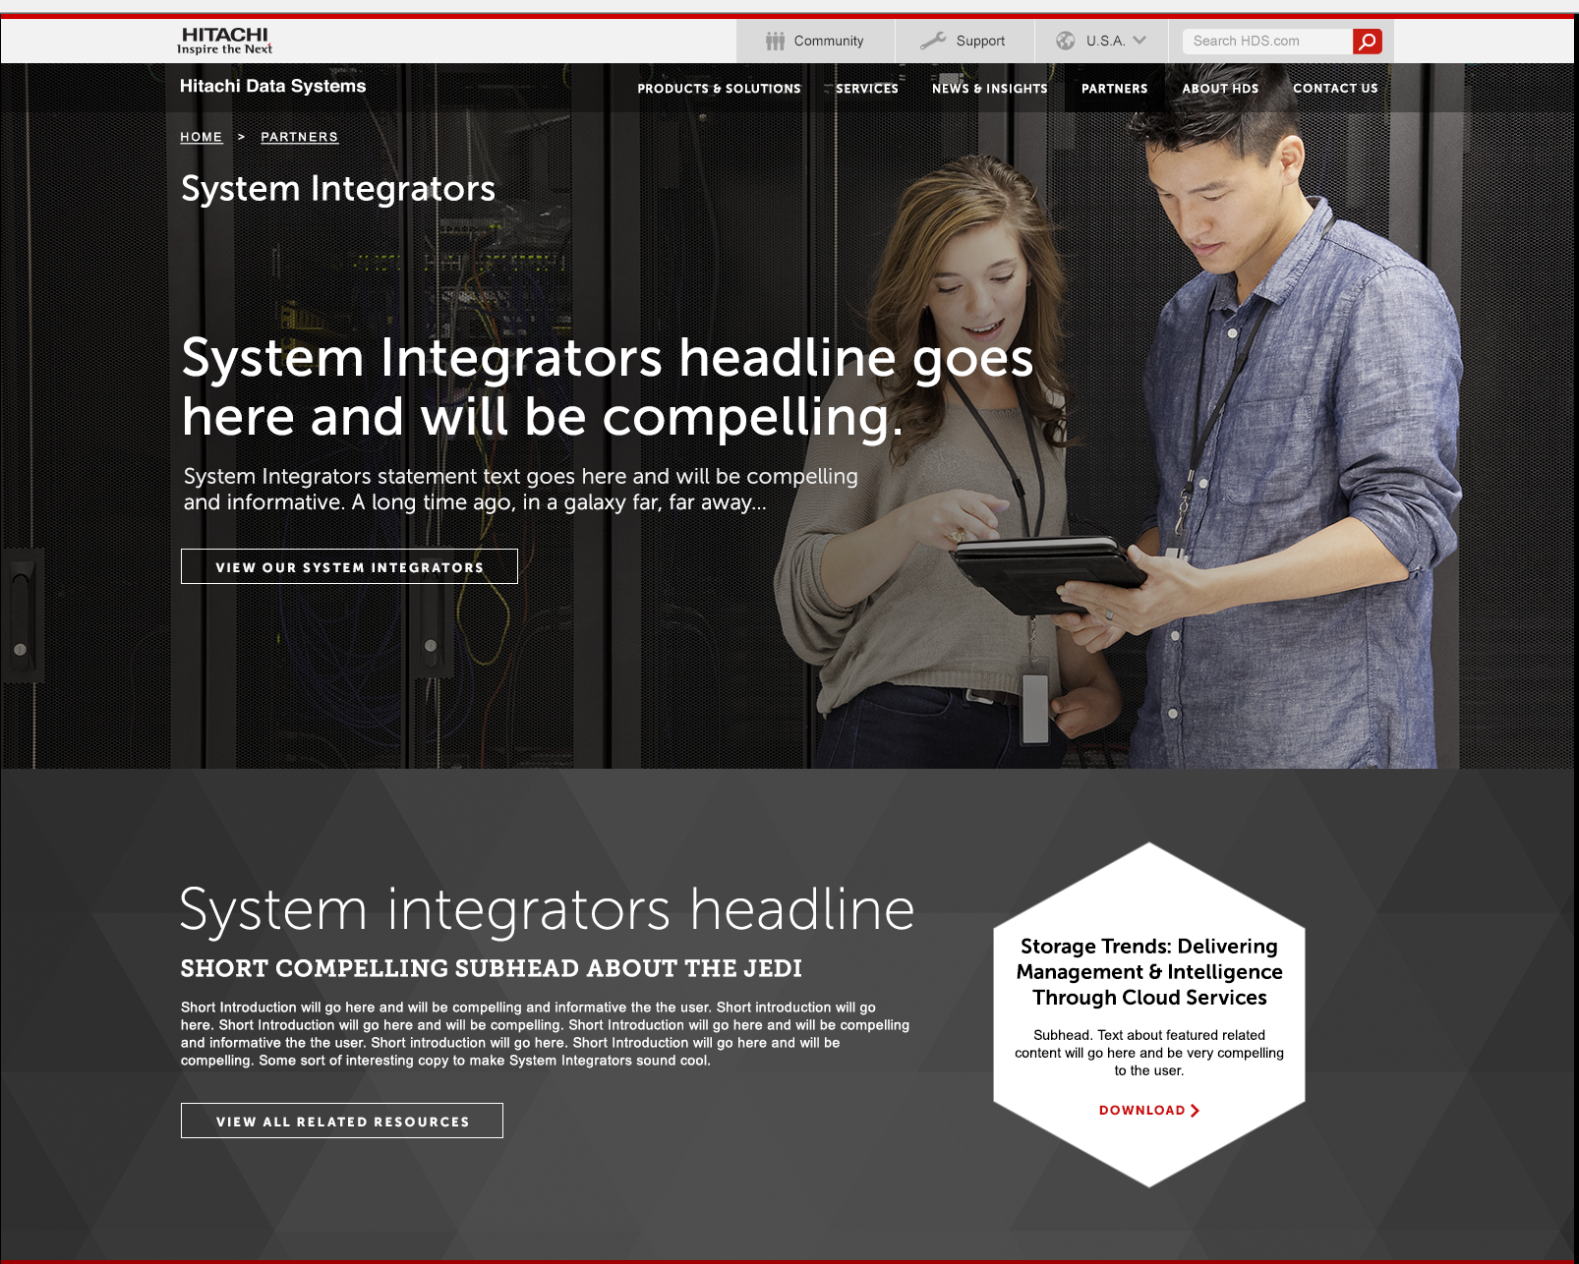 HITACHI
Inspire the Next
Community
Support
U.S.A.
Search HDS.com
Hitachi Data Systems
PRODUCTS & SOLUTIONS
SERVICES
NEWS & INSIGHTS
PARTNERS
ABOUT HDS
CONTACT US
HOME > PARTNERS
System Integrators
System Integrators headline goes
here and will be compelling.
System Integrators statement text goes here and will be compelling
and informative. A long time ago, in a galaxy far, far away...
VIEW OUR SYSTEM INTEGRATORS
System integrators headline
SHORT COMPELLING SUBHEAD ABOUT THE JEDI
Short Introduction will go here and will be compelling and informative the the user. Short introduction will go
here. Short Introduction will go here and will be compelling. Short Introduction will go here and will be compelling
and informative the the user. Short introduction will go here. Short Introduction will go here and will be
compelling. Some sort of interesting copy to make System Integrators sound cool.
VIEW ALL RELATED RESOURCES
Storage Trends: Delivering
Management & Intelligence
Through Cloud Services
Subhead. Text about featured related
content will go here and be very compelling
to the user.
DOWNLOAD